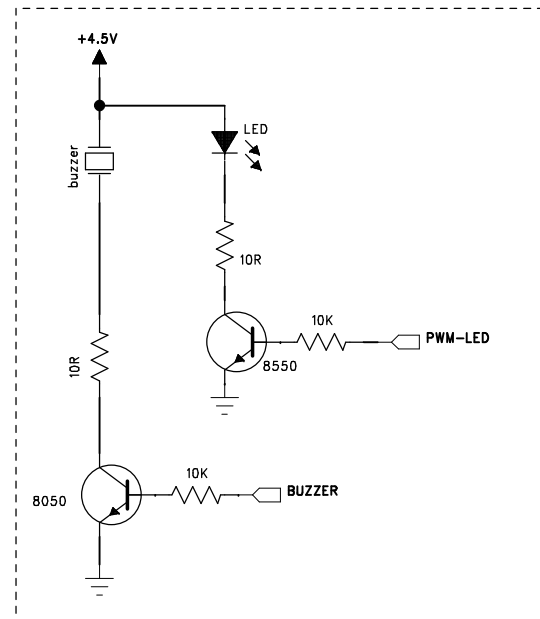 +4.5V
LED
buzzer
10R
10K
PWM-LED
8550
10R
10K
BUZZER
8050